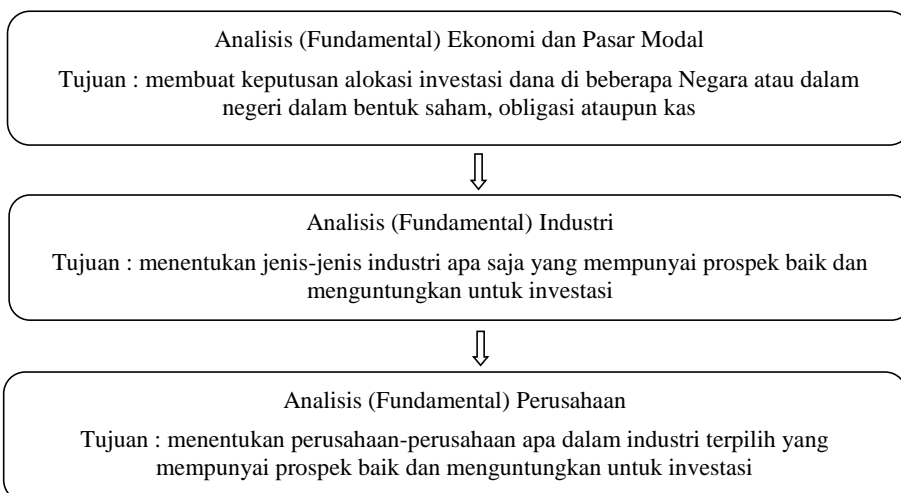 Analisis (Fundamental) Ekonomi dan Pasar Modal
Tujuan : membuat keputusan alokasi investasi dana di beberapa Negara atau dalam
negeri dalam bentuk saham, obligasi ataupun kas
Analisis (Fundamental) Industri
Tujuan : menentukan jenis-jenis industri apa saja yang mempunyai prospek baik dan
menguntungkan untuk investasi
Analisis (Fundamental) Perusahaan
Tujuan : menentukan perusahaan-perusahaan apa dalam industri terpilih yang
mempunyai prospek baik dan menguntungkan untuk investasi